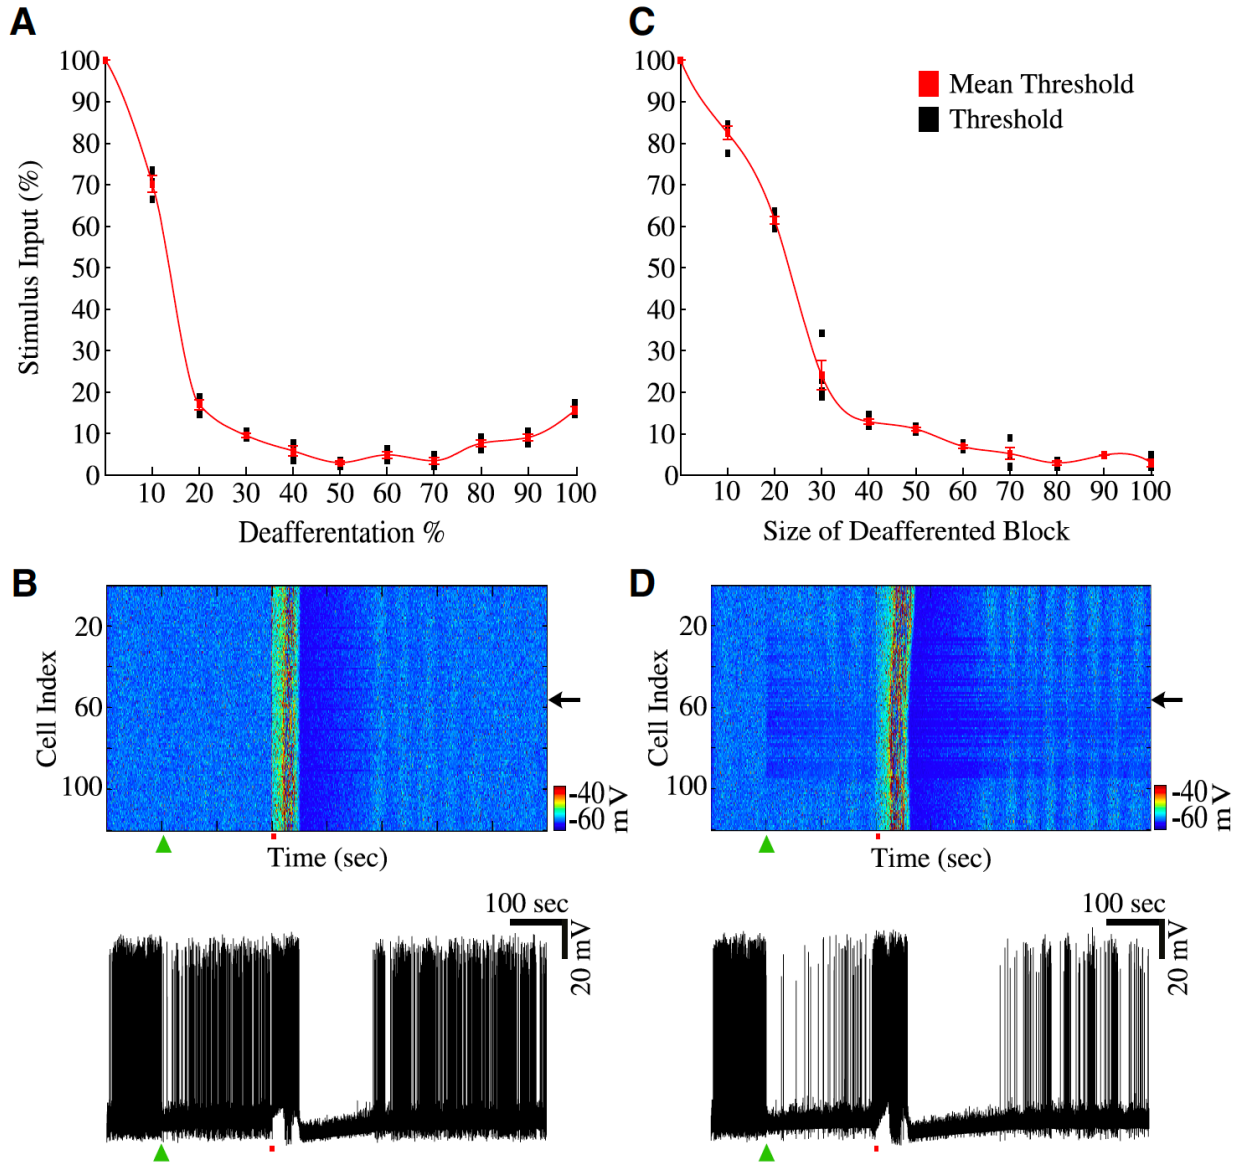 A
100
90
80
70
60
50
40
30
20
10
0
Stimulus Input (%)
10 20 30 40 50 60 70 80 90 100
Deafferentation %
C
100
90
80
70
60
50
40
30
20
10
0
Mean Threshold
Threshold
10 20 30 40 50 60 70 80 90 100
Size of Deafferented Block
B
20
60
100
Cell Index
-40
-60
mV
Time (sec)
100 sec
20 mV
D
20
60
100
Cell Index
-40
-60
mV
Time (sec)
100 sec
20 mV